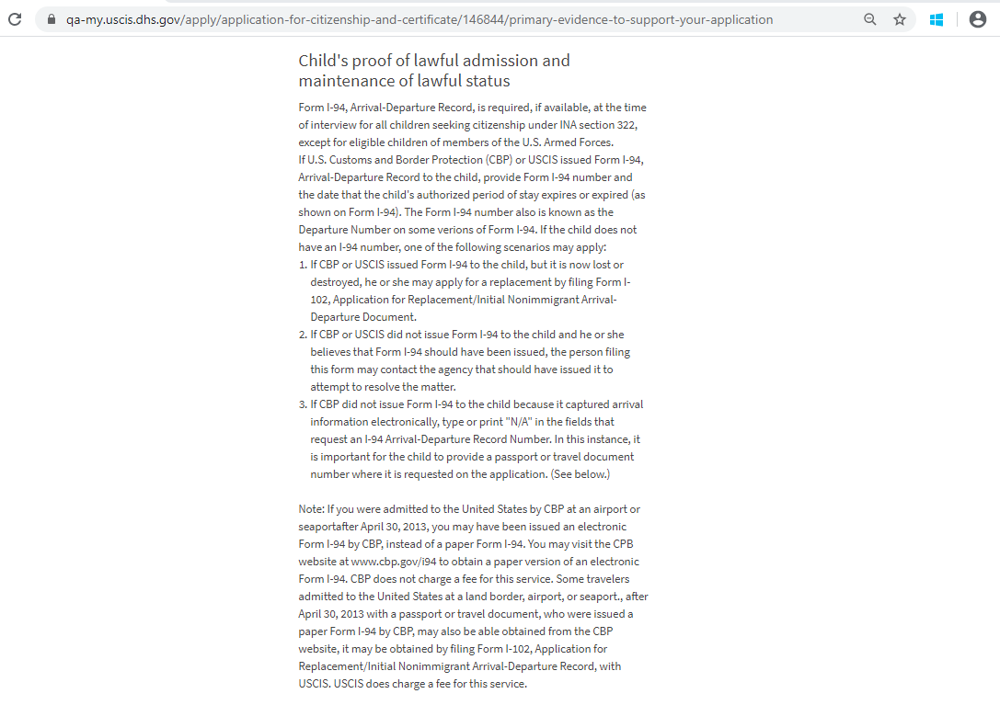 qa-my.uscis.dhs.gov/apply/application-for-citizenship-and-certificate/146844/primary-evidence-to-support-your-application
Child's proof of lawful admission and
maintenance of lawful status
Form I-94, Arrival-Departure Record, is required, if available, at the time
of interview for all children seeking citizenship under INA section 322,
except for eligible children of members of the U.S. Armed Forces.
If U.S. Customs and Border Protection (CBP) or USCIS issued Form I-94,
Arrival-Departure Record to the child, provide Form I-94 number and
the date that the child's authorized period of stay expires or expired (as
shown on Form I-94). The Form I-94 number also is known as the
Departure Number on some verions of Form I-94. If the child does not
have an I-94 number, one of the following scenarios may apply:
1. If CBP or USCIS issued Form I-94 to the child, but it is now lost or
destroyed, he or she may apply for a replacement by filing Form I-
102, Application for Replacement/Initial Nonimmigrant Arrival-
Departure Document.
2. If CBP or USCIS did not issue Form I-94 to the child and he or she
believes that Form I-94 should have been issued, the person filing
this form may contact the agency that should have issued it to
attempt to resolve the matter.
3. If CBP did not issue Form I-94 to the child because it captured arrival
information electronically, type or print "N/A" in the fields that
request an I-94 Arrival-Departure Record Number. In this instance, it
is important for the child to provide a passport or travel document
number where it is requested on the application. (See below.)
Note: If you were admitted to the United States by CBP at an airport or
seaportafter April 30, 2013, you may have been issued an electronic
Form I-94 by CBP, instead of a paper Form I-94. You may visit the CPB
website at www.cbp.gov/i94 to obtain a paper version of an electronic
Form I-94. CBP does not charge a fee for this service. Some travelers
admitted to the United States at a land border, airport, or seaport., after
April 30, 2013 with a passport or travel document, who were issued a
paper Form I-94 by CBP, may also be able obtained from the CBP
website, it may be obtained by filing Form I-102, Application for
Replacement/Initial Nonimmigrant Arrival-Departure Record, with
USCIS. USCIS does charge a fee for this service.